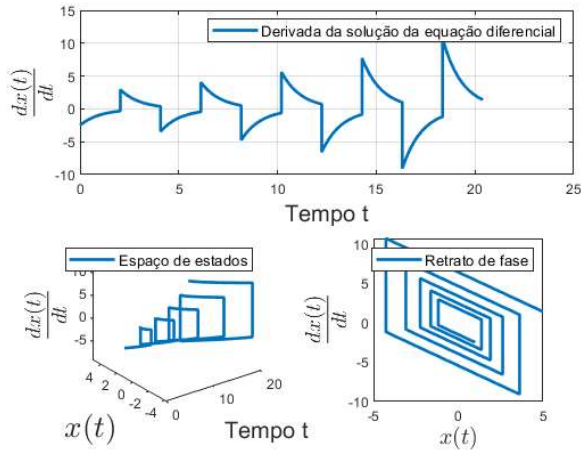 15
10
5
0
-5
-10
dx(t)
dt
Derivada da solução da equação diferencial
0
5
10
15
20
25
Tempo t
Espaço de estados
10
5
0
-5
dx(t)
dt
4
2
0
-2
-4
0
10
20
x(t)
Tempo t
Retrato de fase
10
5
0
-5
-10
dx(t)
dt
-5
0
5
x(t)